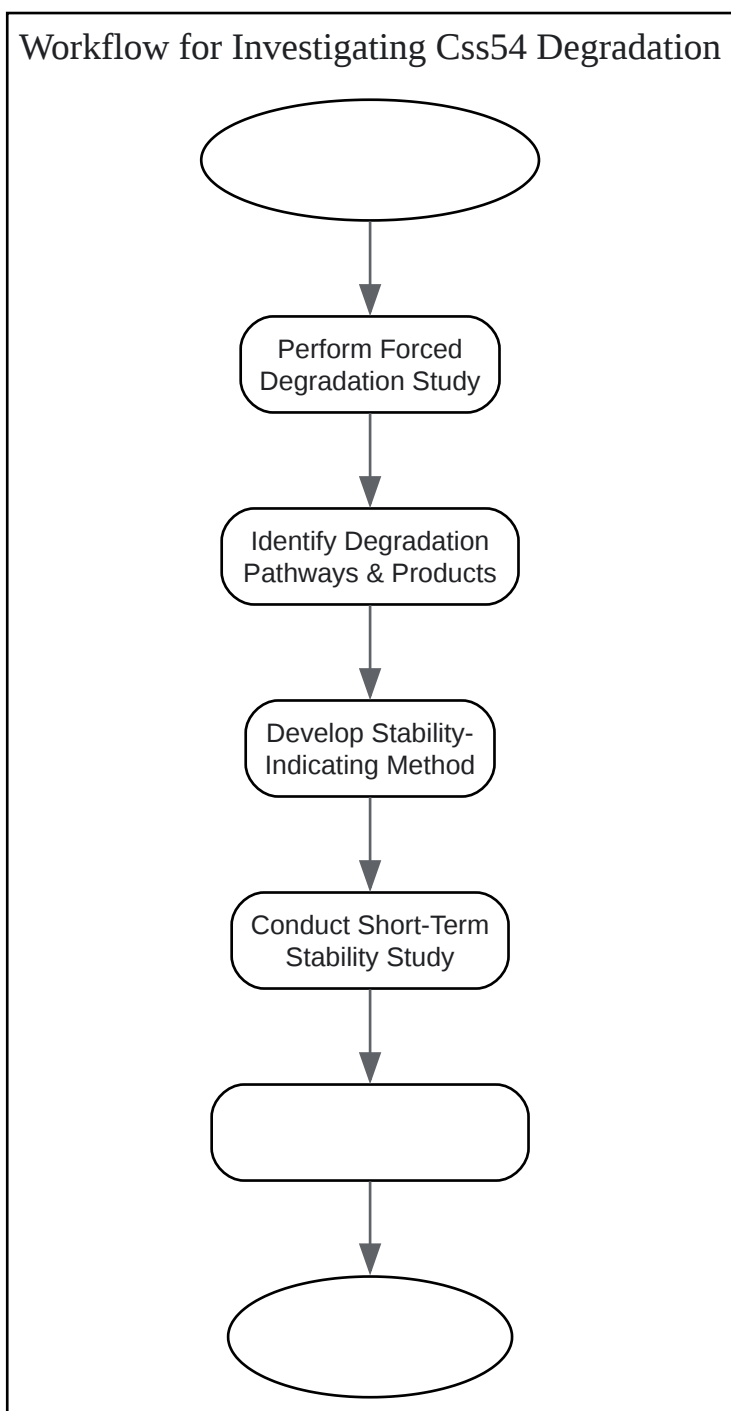 Workflow for Investigating Css54 Degradation
Perform Forced
Degradation Study
Identify Degradation
Pathways & Products
Develop Stability-
Indicating Method
Conduct Short-Term
Stability Study